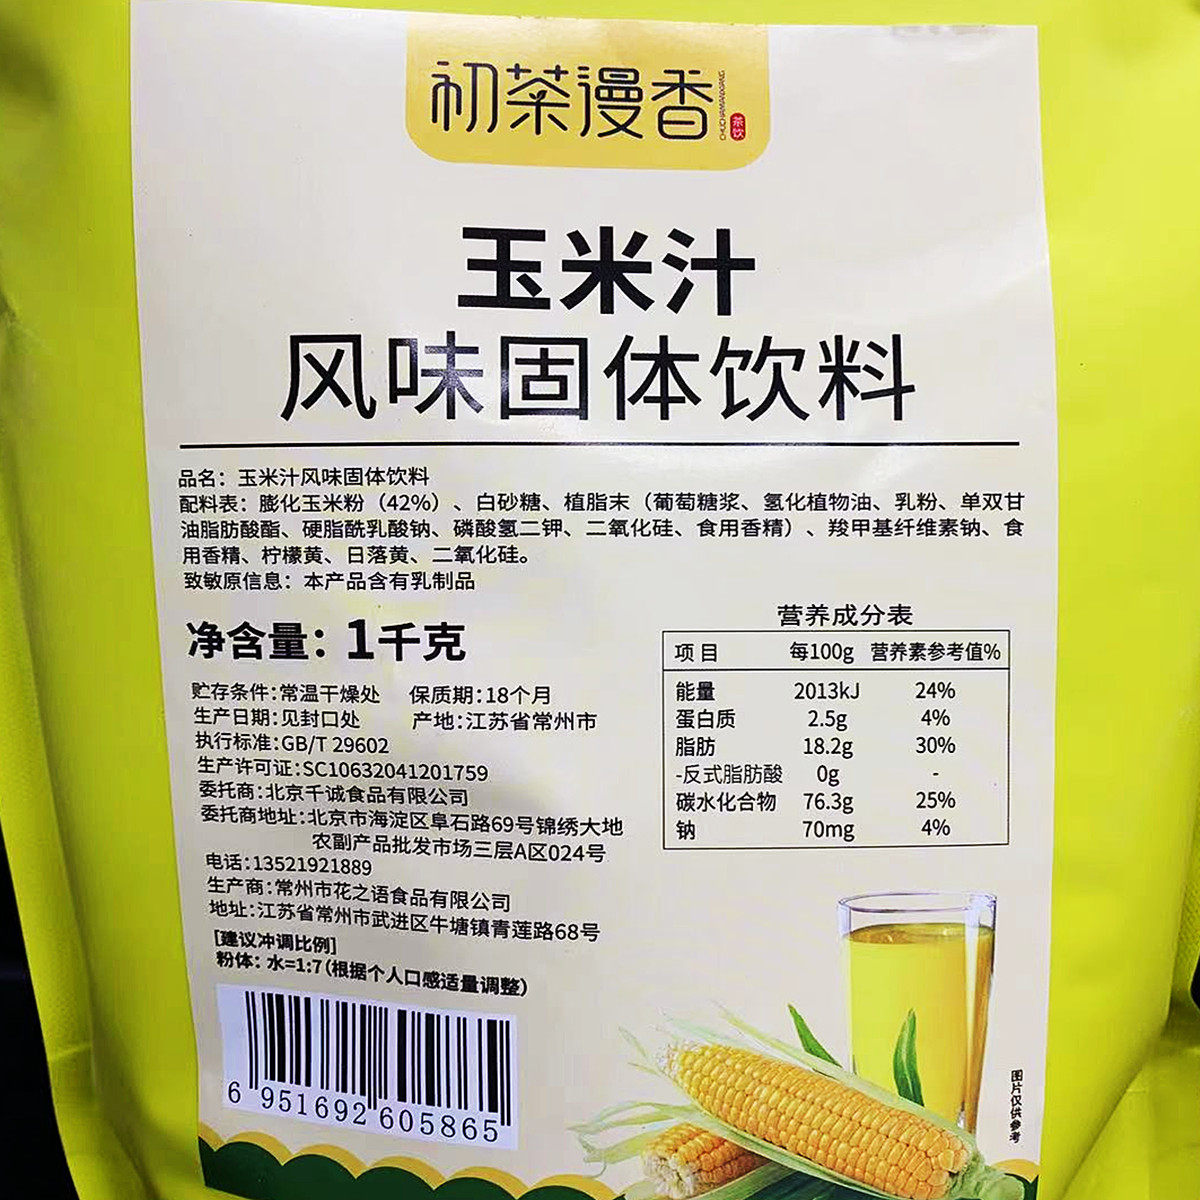 初茶漫香
CHUCHAMANXIANG
茶饮
玉米汁
风味固体饮料
品名：玉米汁风味固体饮料
配料表：膨化玉米粉（42%）、白砂糖、植脂末（葡萄糖浆、氢化植物油、乳粉、单双甘
油脂肪酸酯、硬脂酰乳酸钠、磷酸氢二钾、二氧化硅、食用香精）、羧甲基纤维素钠、食
用香精、柠檬黄、日落黄、二氧化硅。
致敏原信息：本产品含有乳制品
净含量：1千克
贮存条件：常温干燥处 保质期：18个月
生产日期：见封口处 产地：江苏省常州市
执行标准：GB/T 29602
生产许可证：SC10632041201759
委托商：北京千诚食品有限公司
委托商地址：北京市海淀区阜石路69号锦绣大地
农副产品批发市场三层A区024号
电话：13521921889
生产商：常州市花之语食品有限公司
地址：江苏省常州市武进区牛塘镇青莲路68号
[建议冲调比例]
粉体：水=1:7（根据个人口感适量调整）
6 951692 605865
营养成分表
项目 每100g 营养素参考值%
能量 2013kJ 24%
蛋白质 2.5g 4%
脂肪 18.2g 30%
-反式脂肪酸 0g -
碳水化合物 76.3g 25%
钠 70mg 4%
图片仅供参考